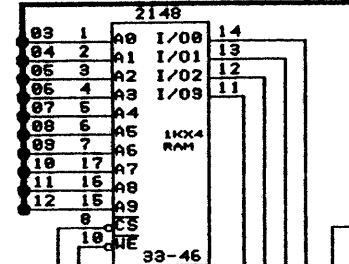 2148
03 1 A0 I/O0 14
04 2 A1 I/O1 13
05 3 A2 I/O2 12
06 4 A3 I/O3 11
07 5 A4
08 6 A5 1KX4
09 7 A6 RAM
10 17 A7
11 16 A8
12 15 A9
8 CS
10 WE
33-46